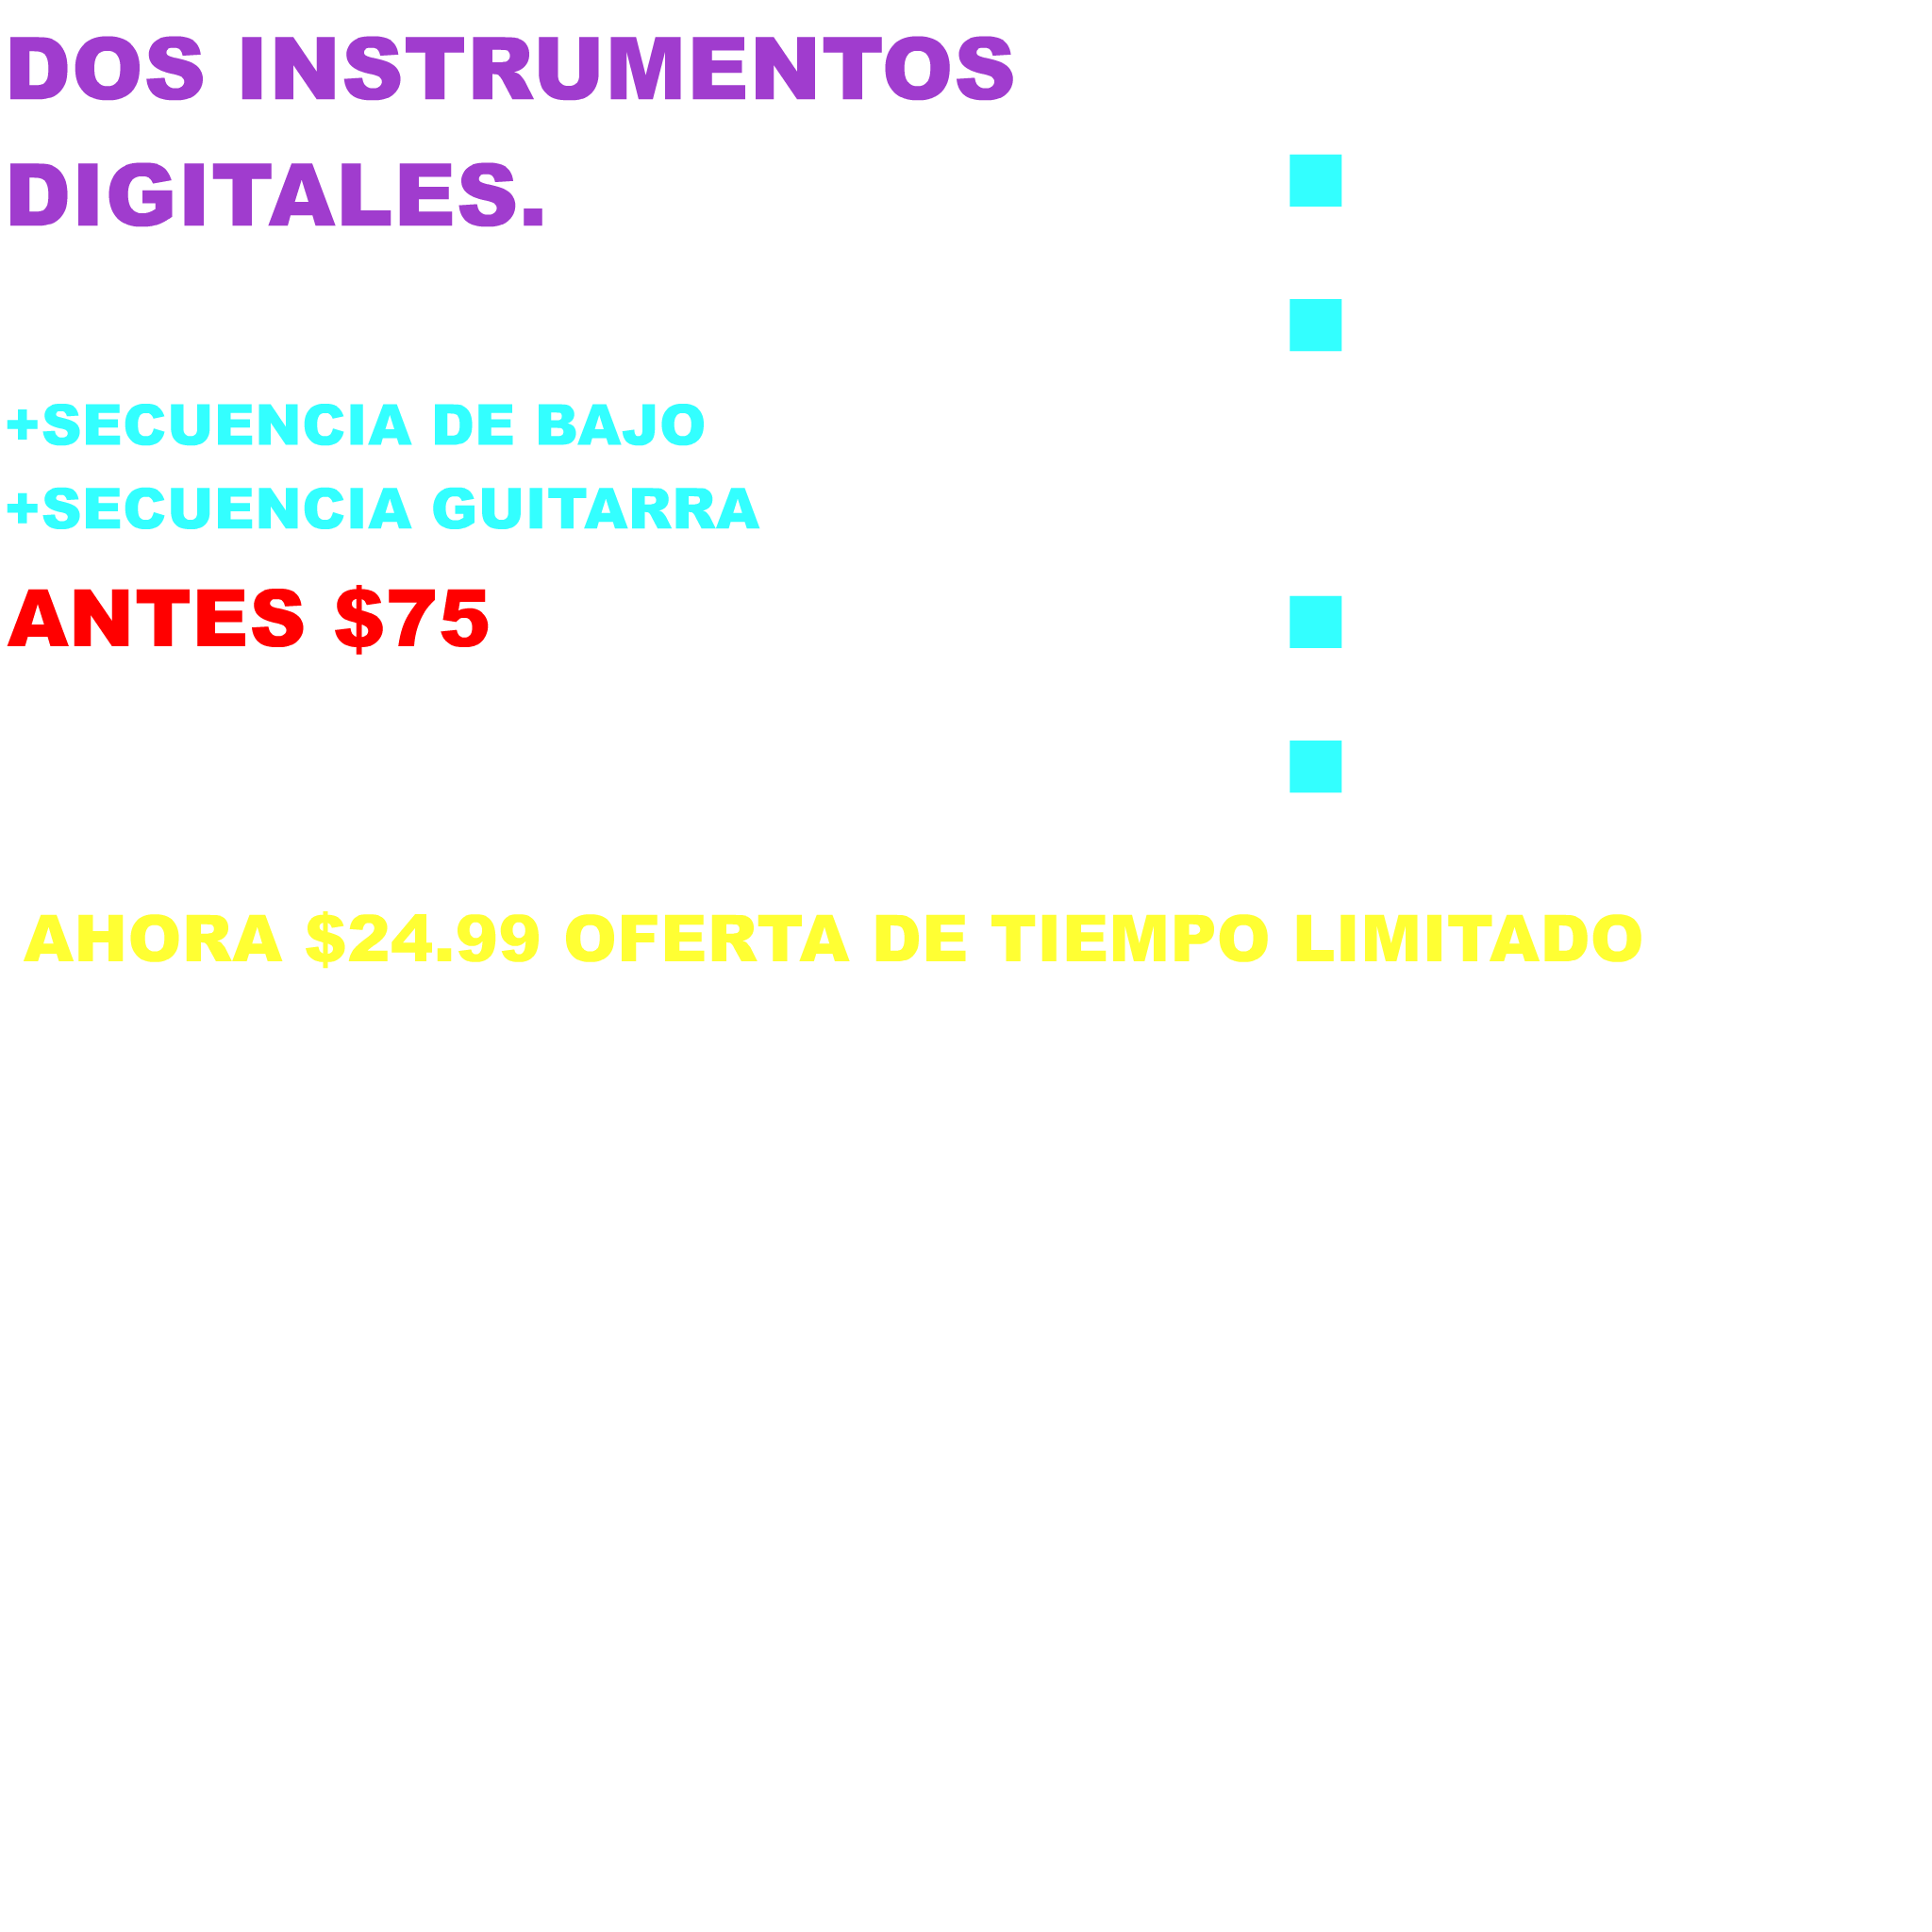 DOS INSTRUMENTOS
DIGITALES.
+SECUENCIA DE BAJO
+SECUENCIA GUITARRA
ANTES $75
AHORA $24.99 OFERTA DE TIEMPO LIMITADO